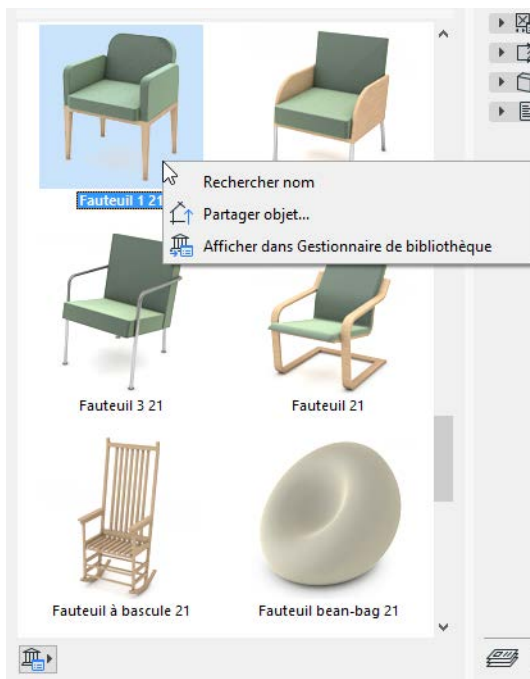 Fauteuil 1 21
Rechercher nom
Partager objet...
Afficher dans Gestionnaire de bibliothèque
Fauteuil 3 21
Fauteuil 21
Fauteuil à bascule 21
Fauteuil bean-bag 21